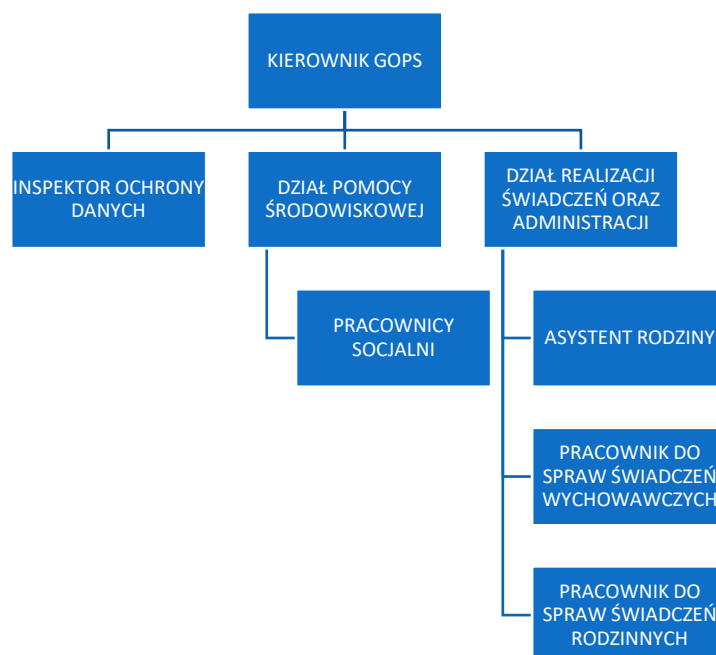 KIEROWNIK GOPS
INSPEKTOR OCHRONY
DANYCH
DZIAŁ POMOCY
ŚRODOWISKOWEJ
DZIAŁ REALIZACJI
ŚWIADCZEŃ ORAZ
ADMINISTRACJI
PRACOWNICY
SOCJALNI
ASYSTENT RODZINY
PRACOWNIK DO
SPRAW ŚWIADCZEŃ
WYCHOWAWCZYCH
PRACOWNIK DO
SPRAW ŚWIADCZEŃ
RODZINNYCH